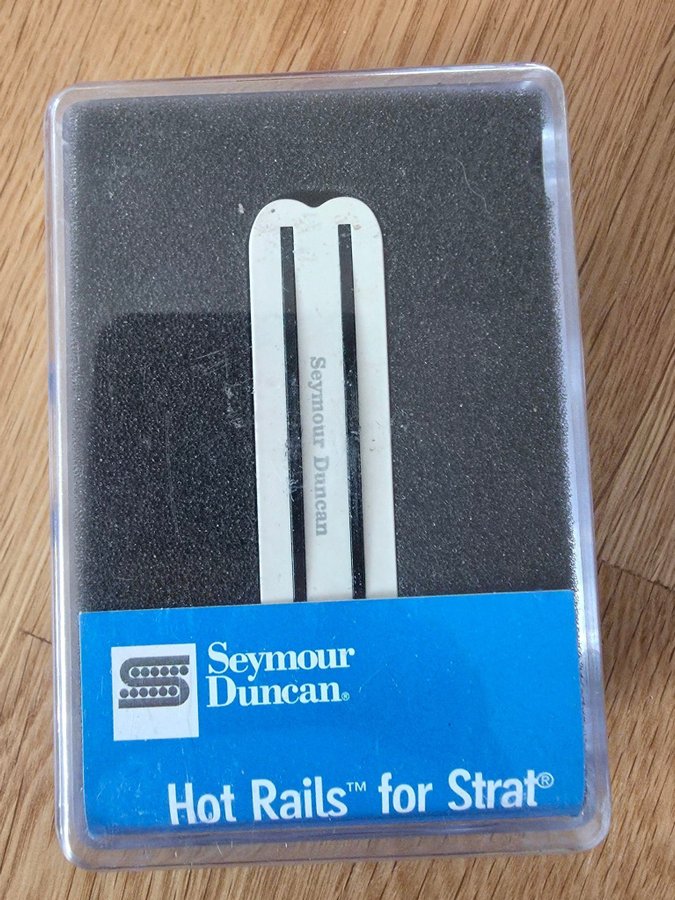 Seymour Duncan
Seymour
Duncan®
Hot Rails™ for Strat®